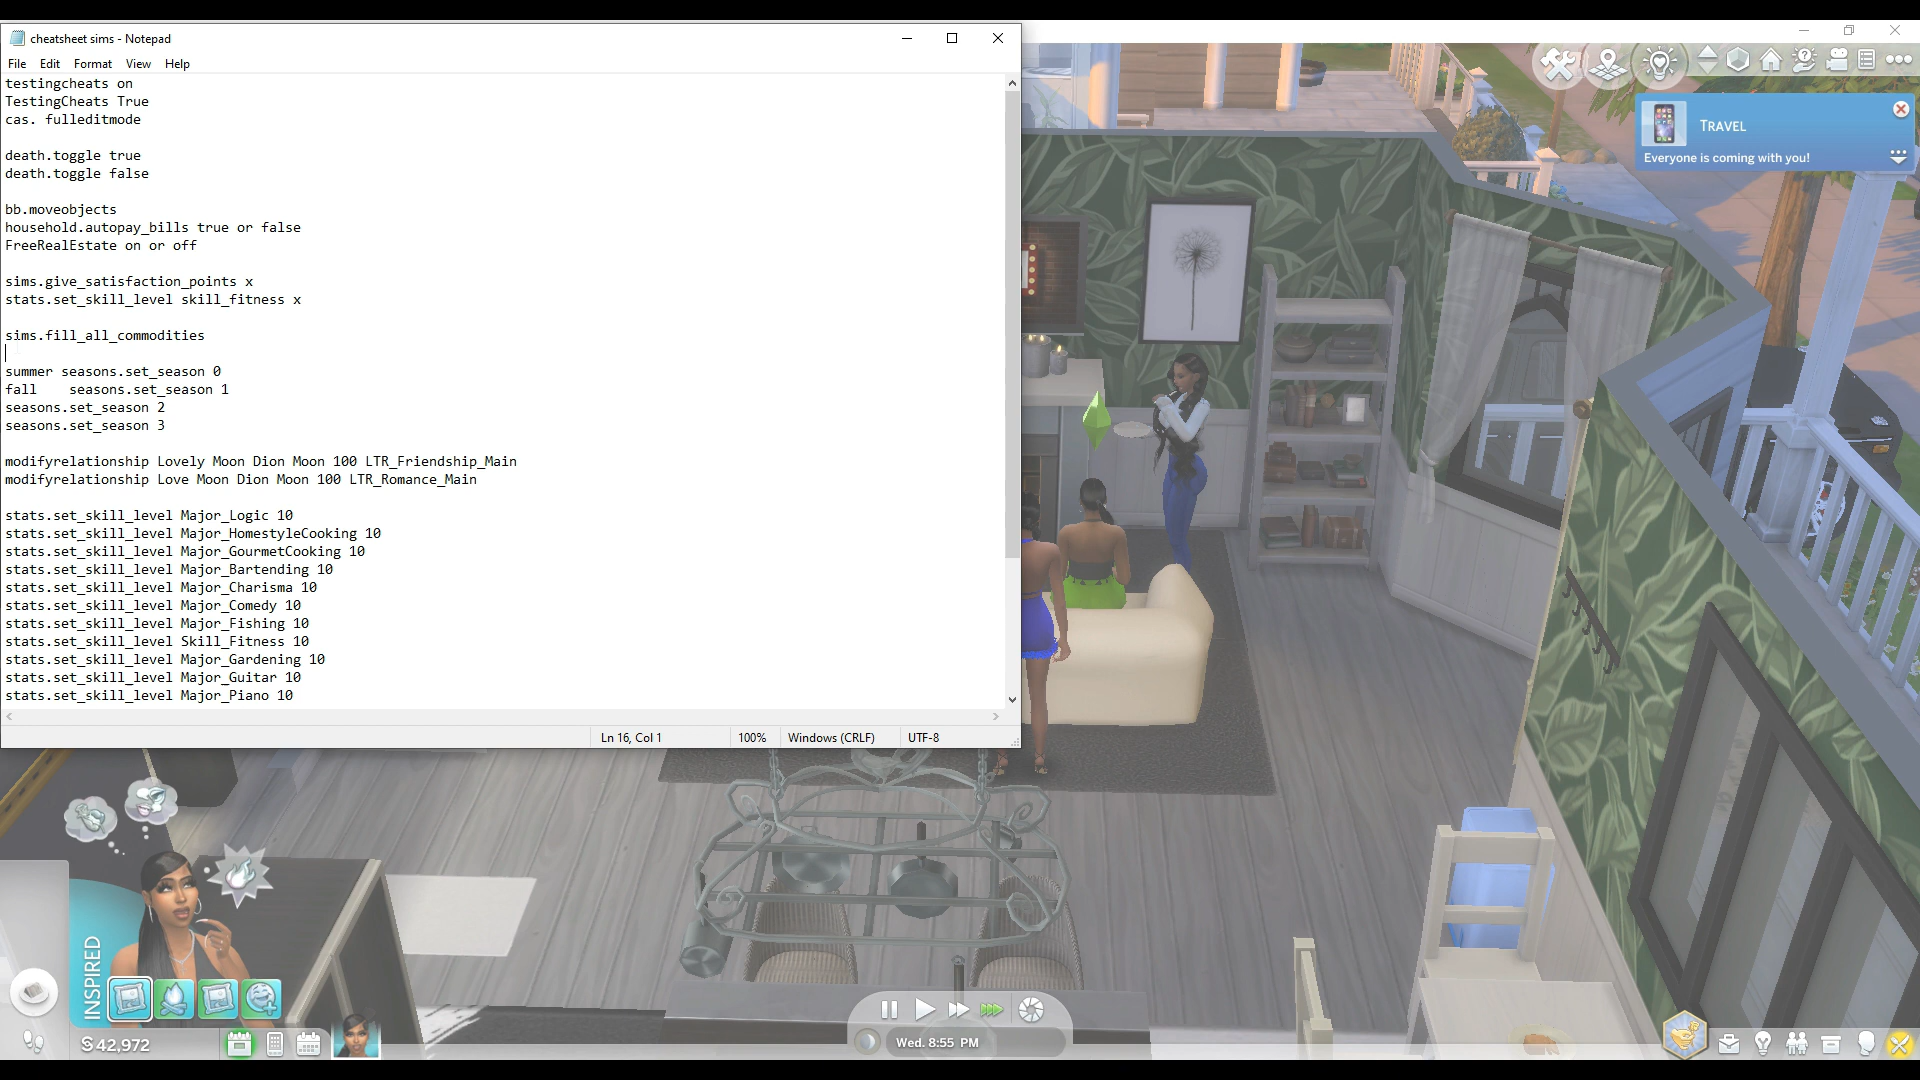 cheatsheet sims - Notepad
File Edit Format View Help
testingcheats on
TestingCheats True
cas. fulleditmode
death.toggle true
death.toggle false
bb.moveobjects
household.autopay_bills true or false
FreeRealEstate on or off
sims.give_satisfaction_points x
stats.set_skill_level skill_fitness x
sims.fill_all_commodities
summer seasons.set_season 0
fall    seasons.set_season 1
seasons.set_season 2
seasons.set_season 3
modifyrelationship Lovely Moon Dion Moon 100 LTR_Friendship_Main
modifyrelationship Love Moon Dion Moon 100 LTR_Romance_Main
stats.set_skill_level Major_Logic 10
stats.set_skill_level Major_HomestyleCooking 10
stats.set_skill_level Major_GourmetCooking 10
stats.set_skill_level Major_Bartending 10
stats.set_skill_level Major_Charisma 10
stats.set_skill_level Major_Comedy 10
stats.set_skill_level Major_Fishing 10
stats.set_skill_level Skill_Fitness 10
stats.set_skill_level Major_Gardening 10
stats.set_skill_level Major_Guitar 10
stats.set_skill_level Major_Piano 10
Ln 16, Col 1 100% Windows (CRLF) UTF-8
TRAVEL
Everyone is coming with you!
INSPIRED
§42,972
Wed. 8:55 PM